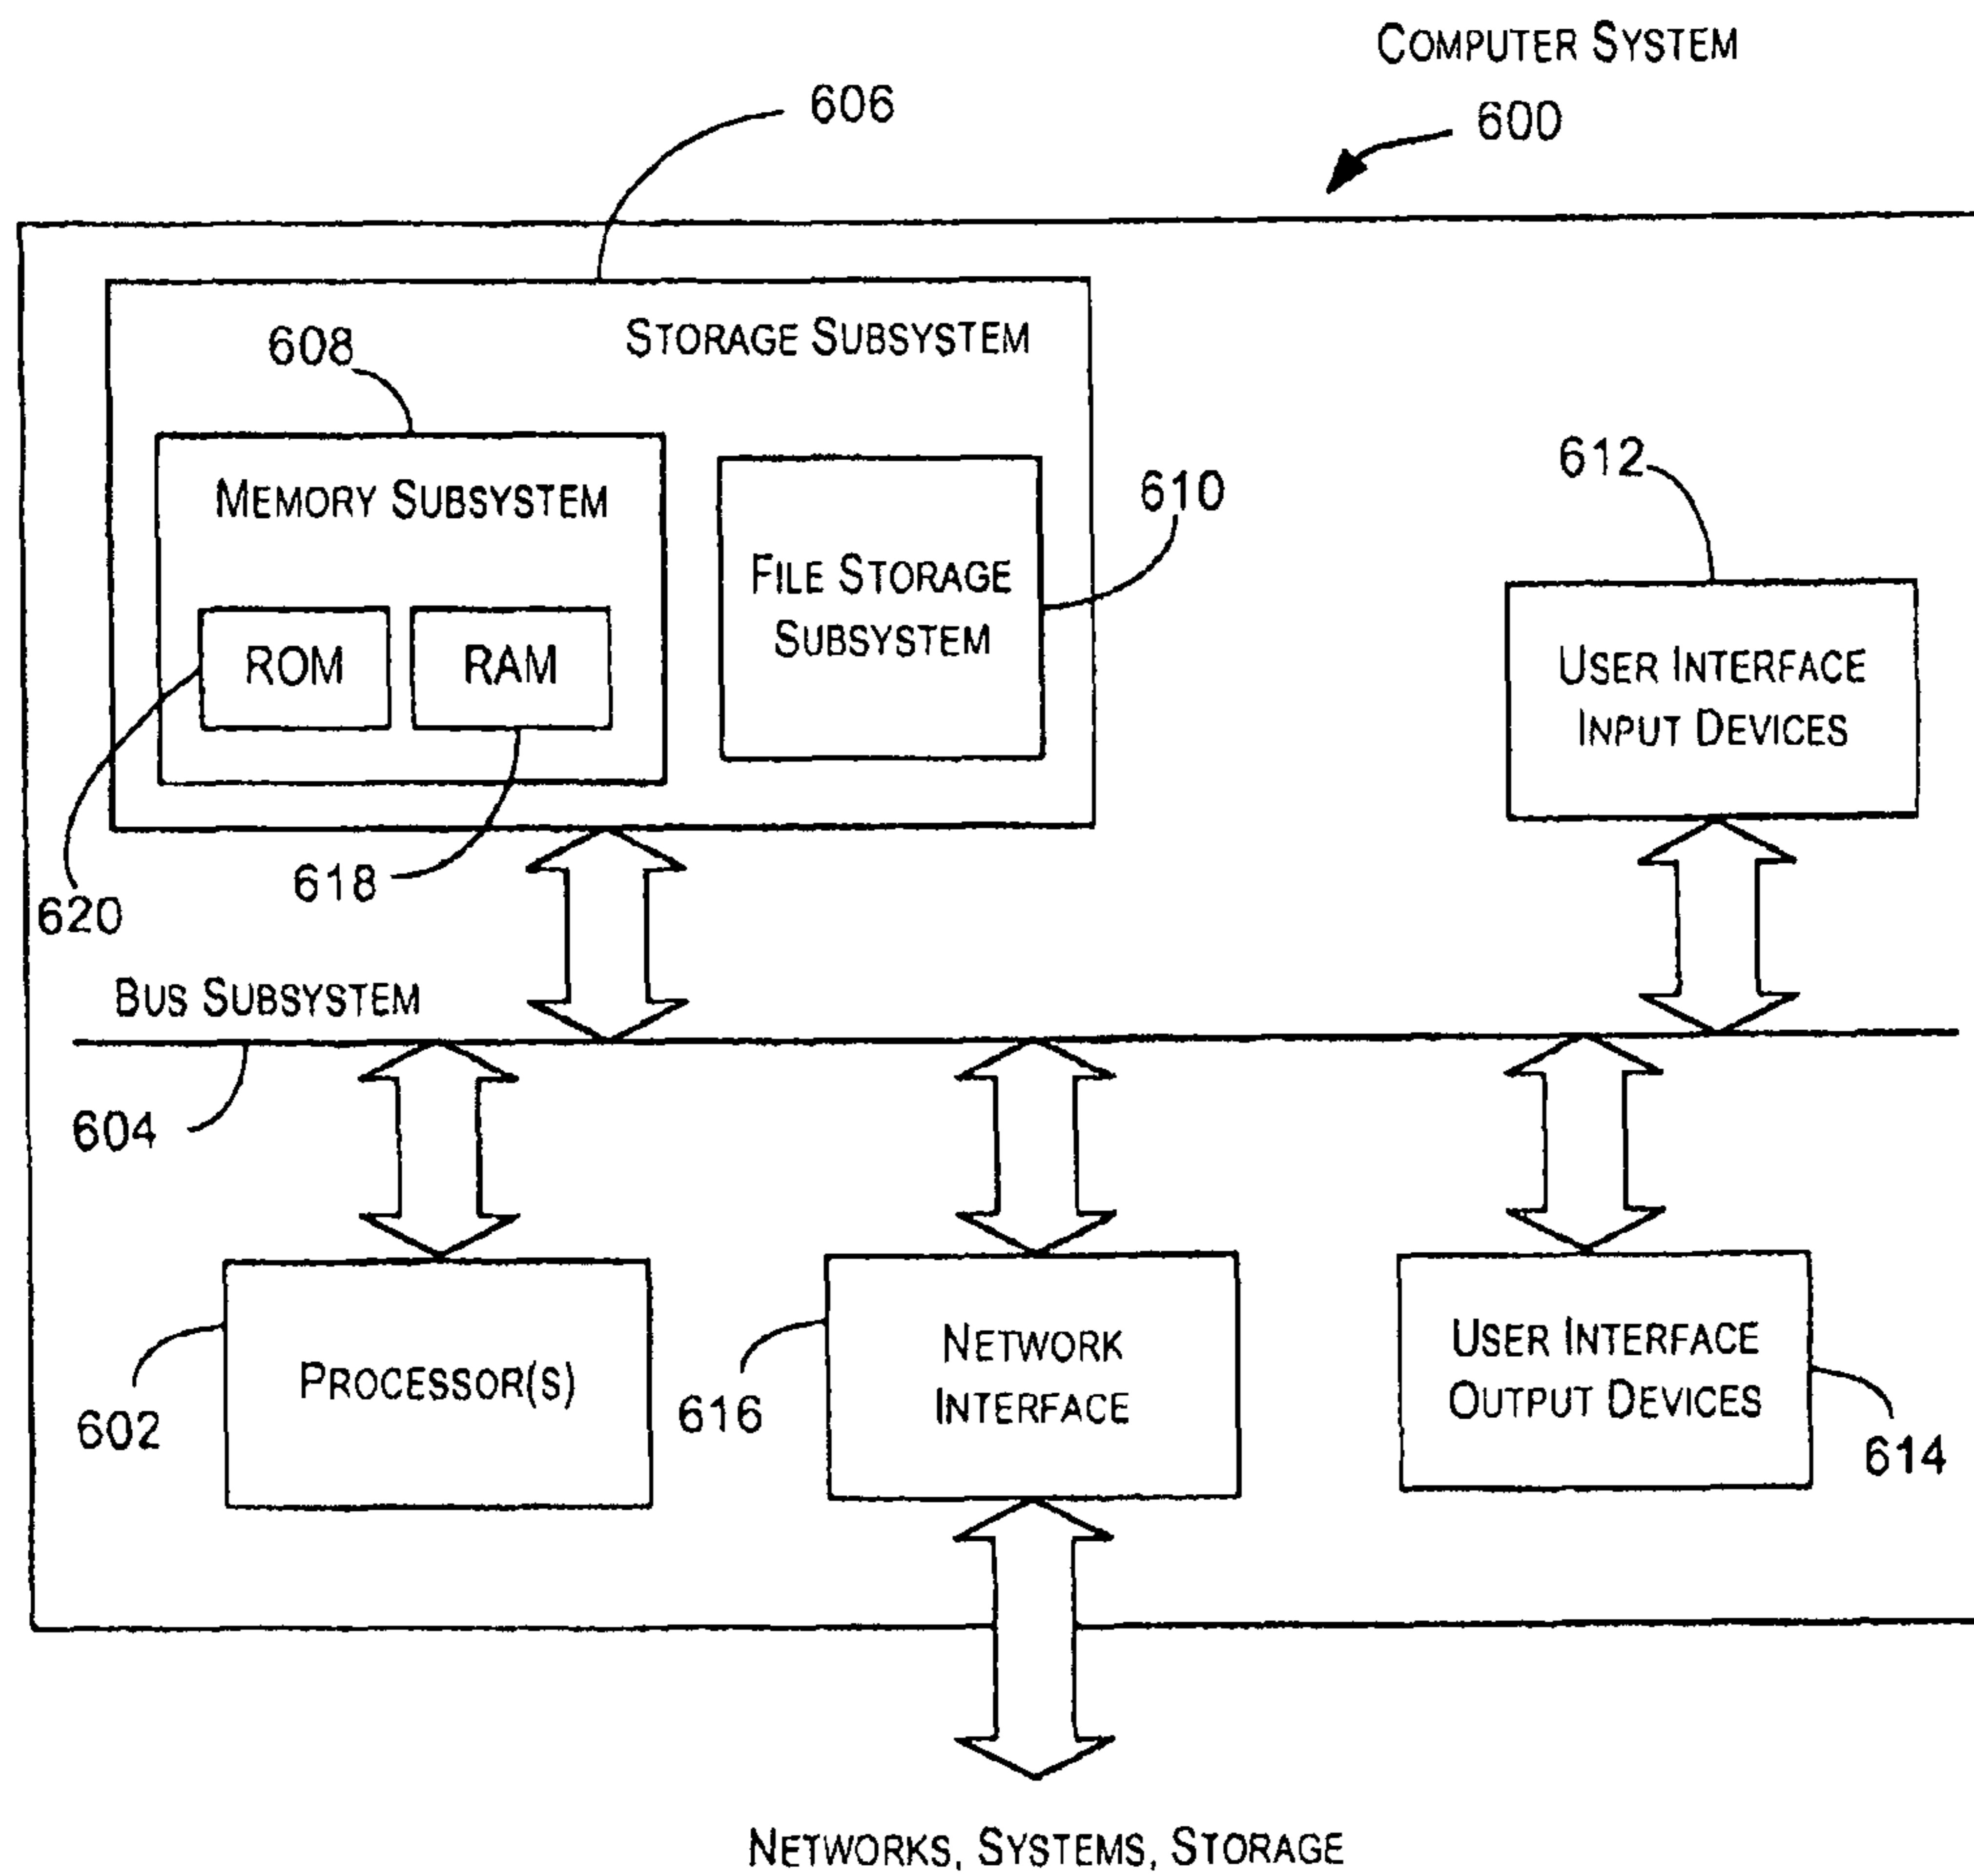 COMPUTER SYSTEM
600
606
STORAGE SUBSYSTEM
608
MEMORY SUBSYSTEM
ROM
RAM
FILE STORAGE
SUBSYSTEM
610
612
USER INTERFACE
INPUT DEVICES
620
618
BUS SUBSYSTEM
604
PROCESSOR(S)
602
NETWORK
INTERFACE
616
USER INTERFACE
OUTPUT DEVICES
614
NETWORKS, SYSTEMS, STORAGE